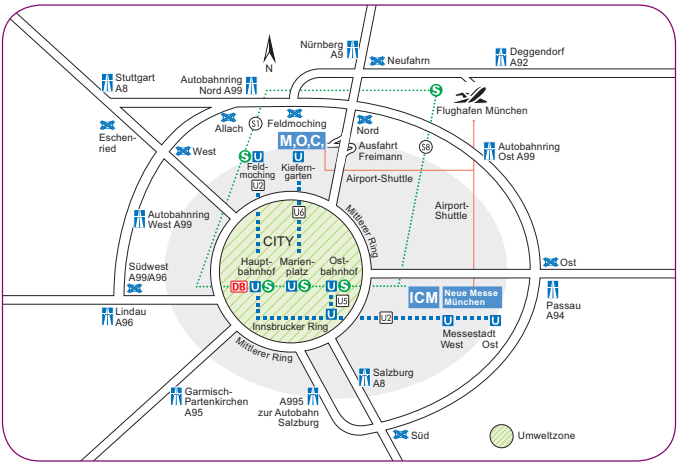 Nürnberg
A9
Neufahrn
Deggendorf
A92
N
Stuttgart
A8
Autobahnring
Nord A99
S
Flughafen München
Eschen-
ried
Allach
S1
Feldmoching
Nord
West
M,O,C,
Ausfahrt
Freimann
S8
Autobahnring
Ost A99
S U
U
Feld-
moching
Kiefern-
garten
Airport-Shuttle
U2
U6
Mittlerer Ring
Airport-
Shuttle
Autobahnring
West A99
CITY
Haupt-
bahnhof
Marien-
platz
Ost-
bahnhof
Südwest
A99/A96
Ost
DB U S
U S
U S
U5
ICM
Neue Messe
München
Passau
A94
Lindau
A96
U
Innsbrucker Ring
U2
U
U
Messestadt
West Ost
Mittlerer Ring
Salzburg
A8
Garmisch-
Partenkirchen
A95
A995
zur Autobahn
Salzburg
Süd
Umweltzone